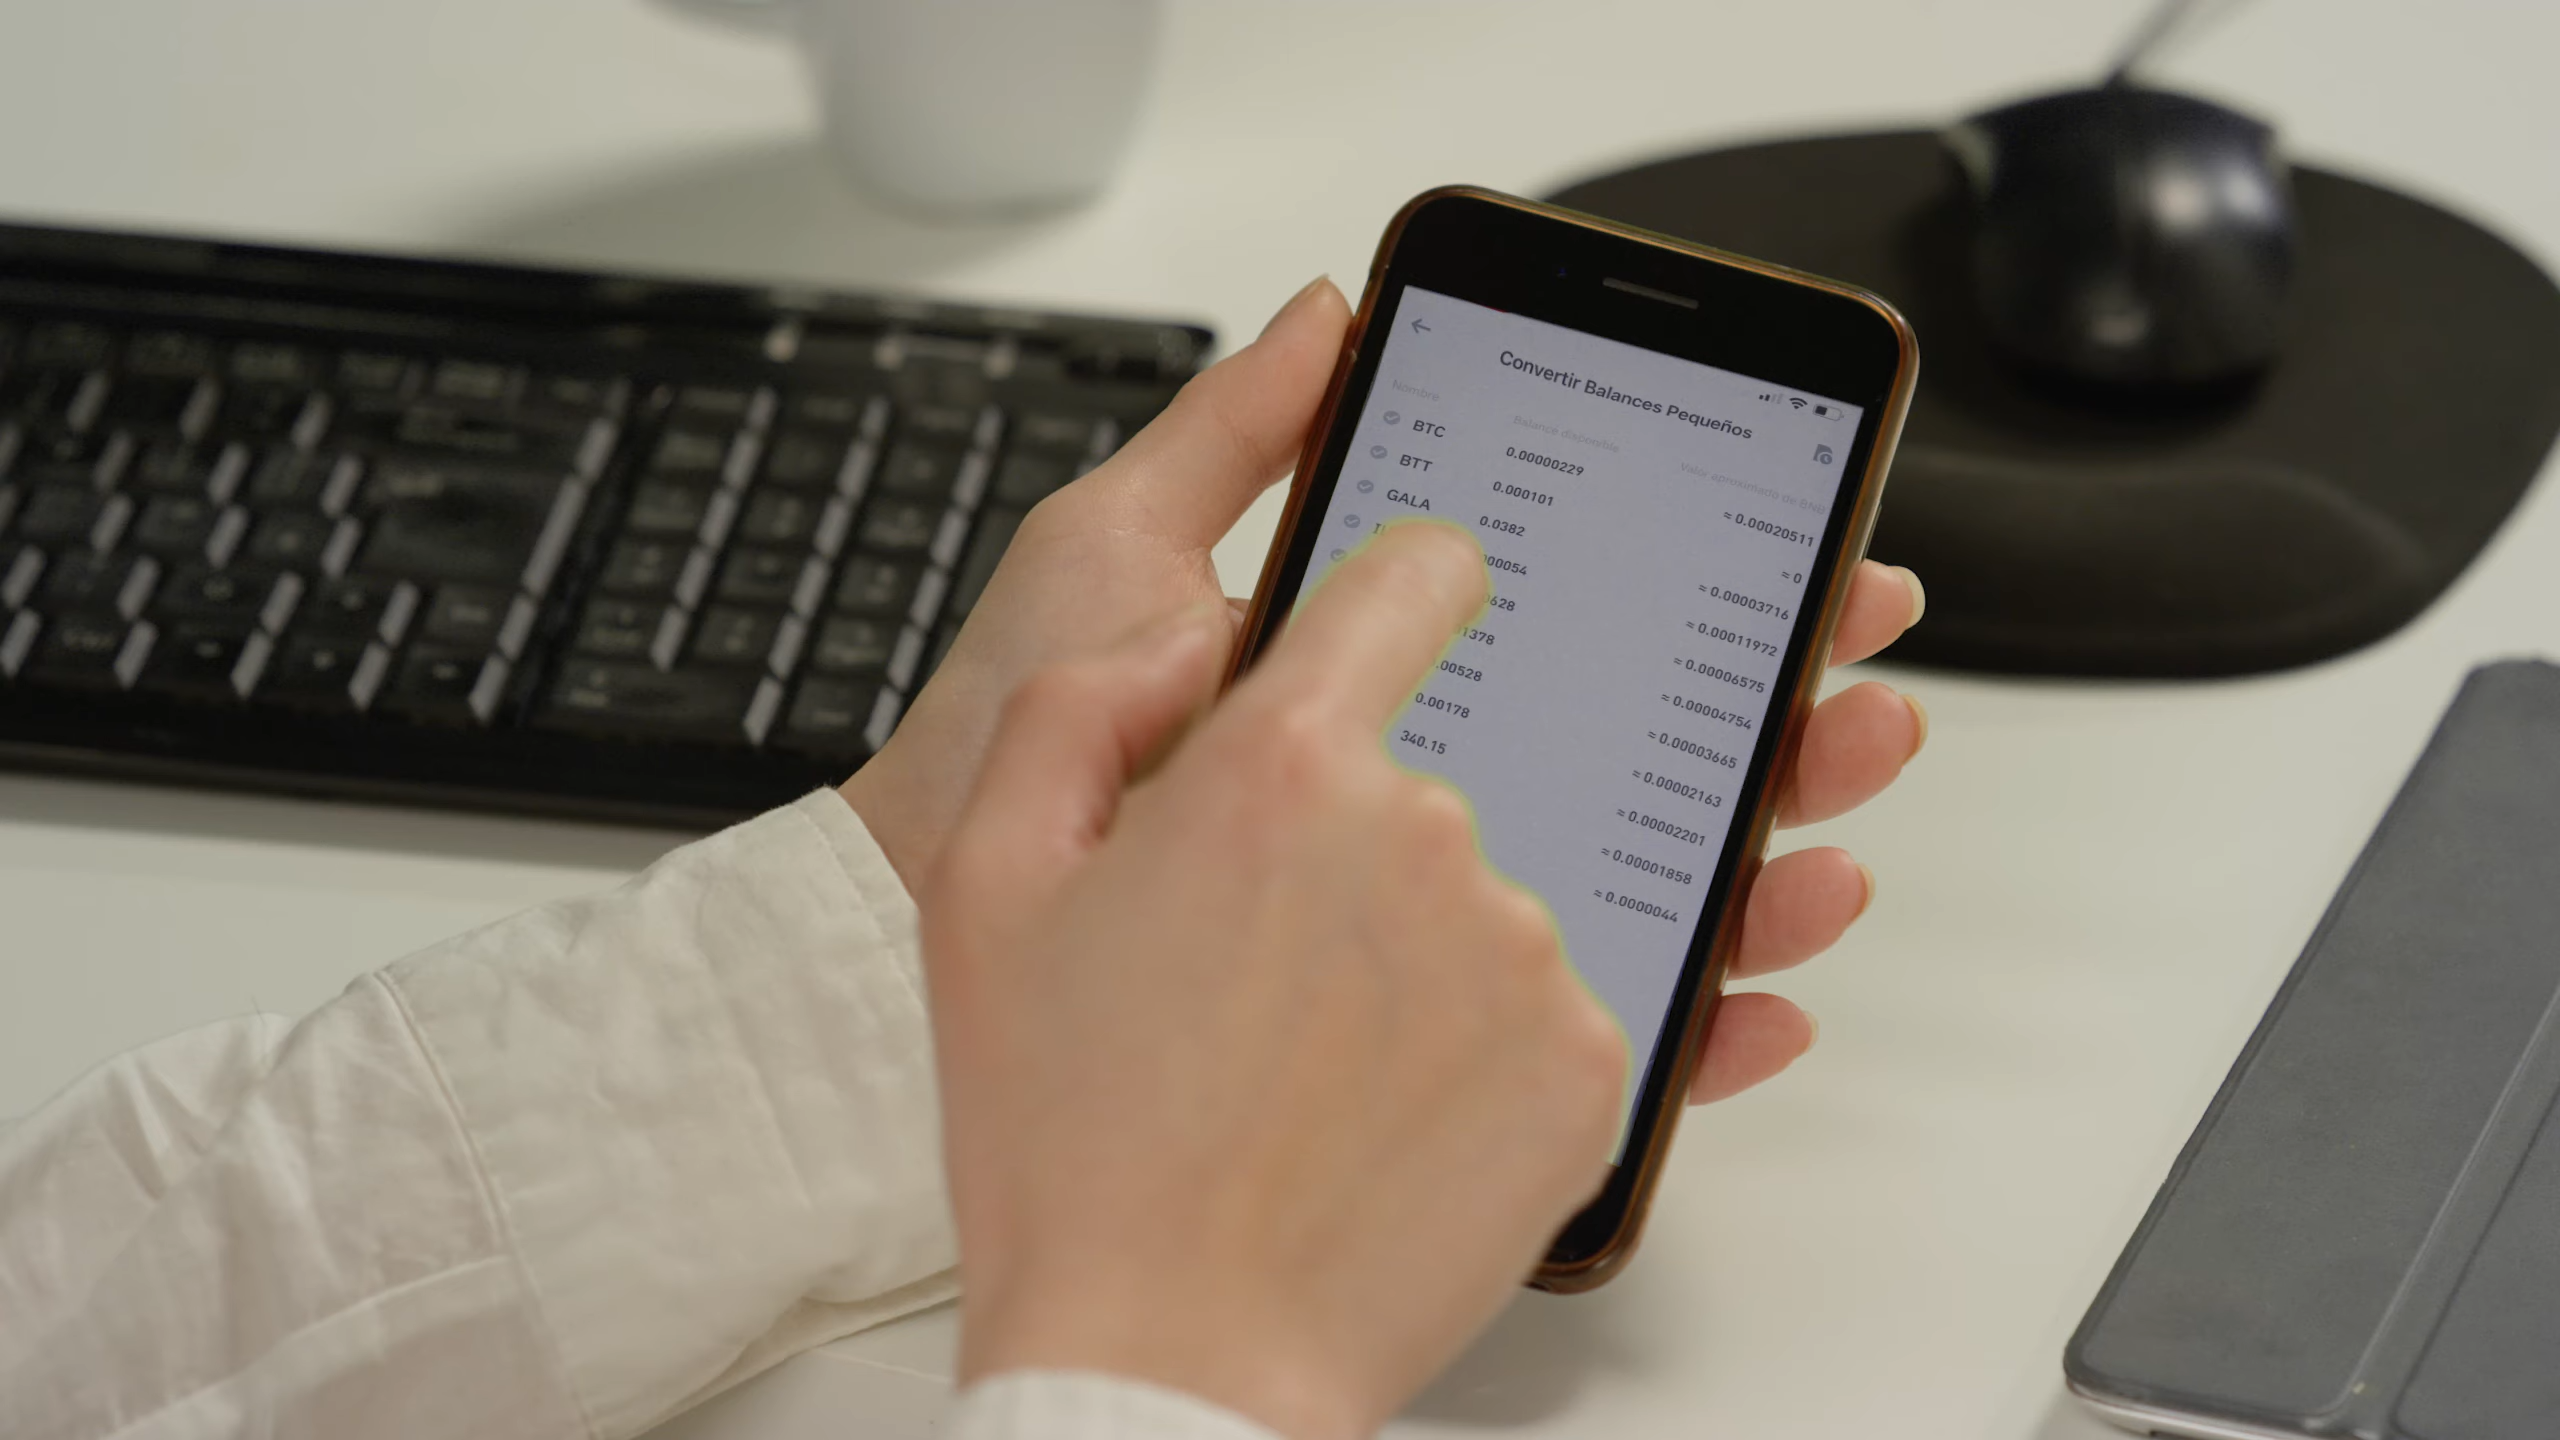 Convertir Balances Pequeños
Nombre Balance disponible Valor aproximado de BNB
BTC 0.00000229 ≈ 0.00020511
BTT 0.000101 ≈ 0
GALA 0.0382 ≈ 0.00003716
00054 ≈ 0.00011972
0628 ≈ 0.00006575
1378 ≈ 0.00004754
.00528 ≈ 0.00003665
0.00178 ≈ 0.00002163
340.15 ≈ 0.00002201
≈ 0.00001858
≈ 0.0000044